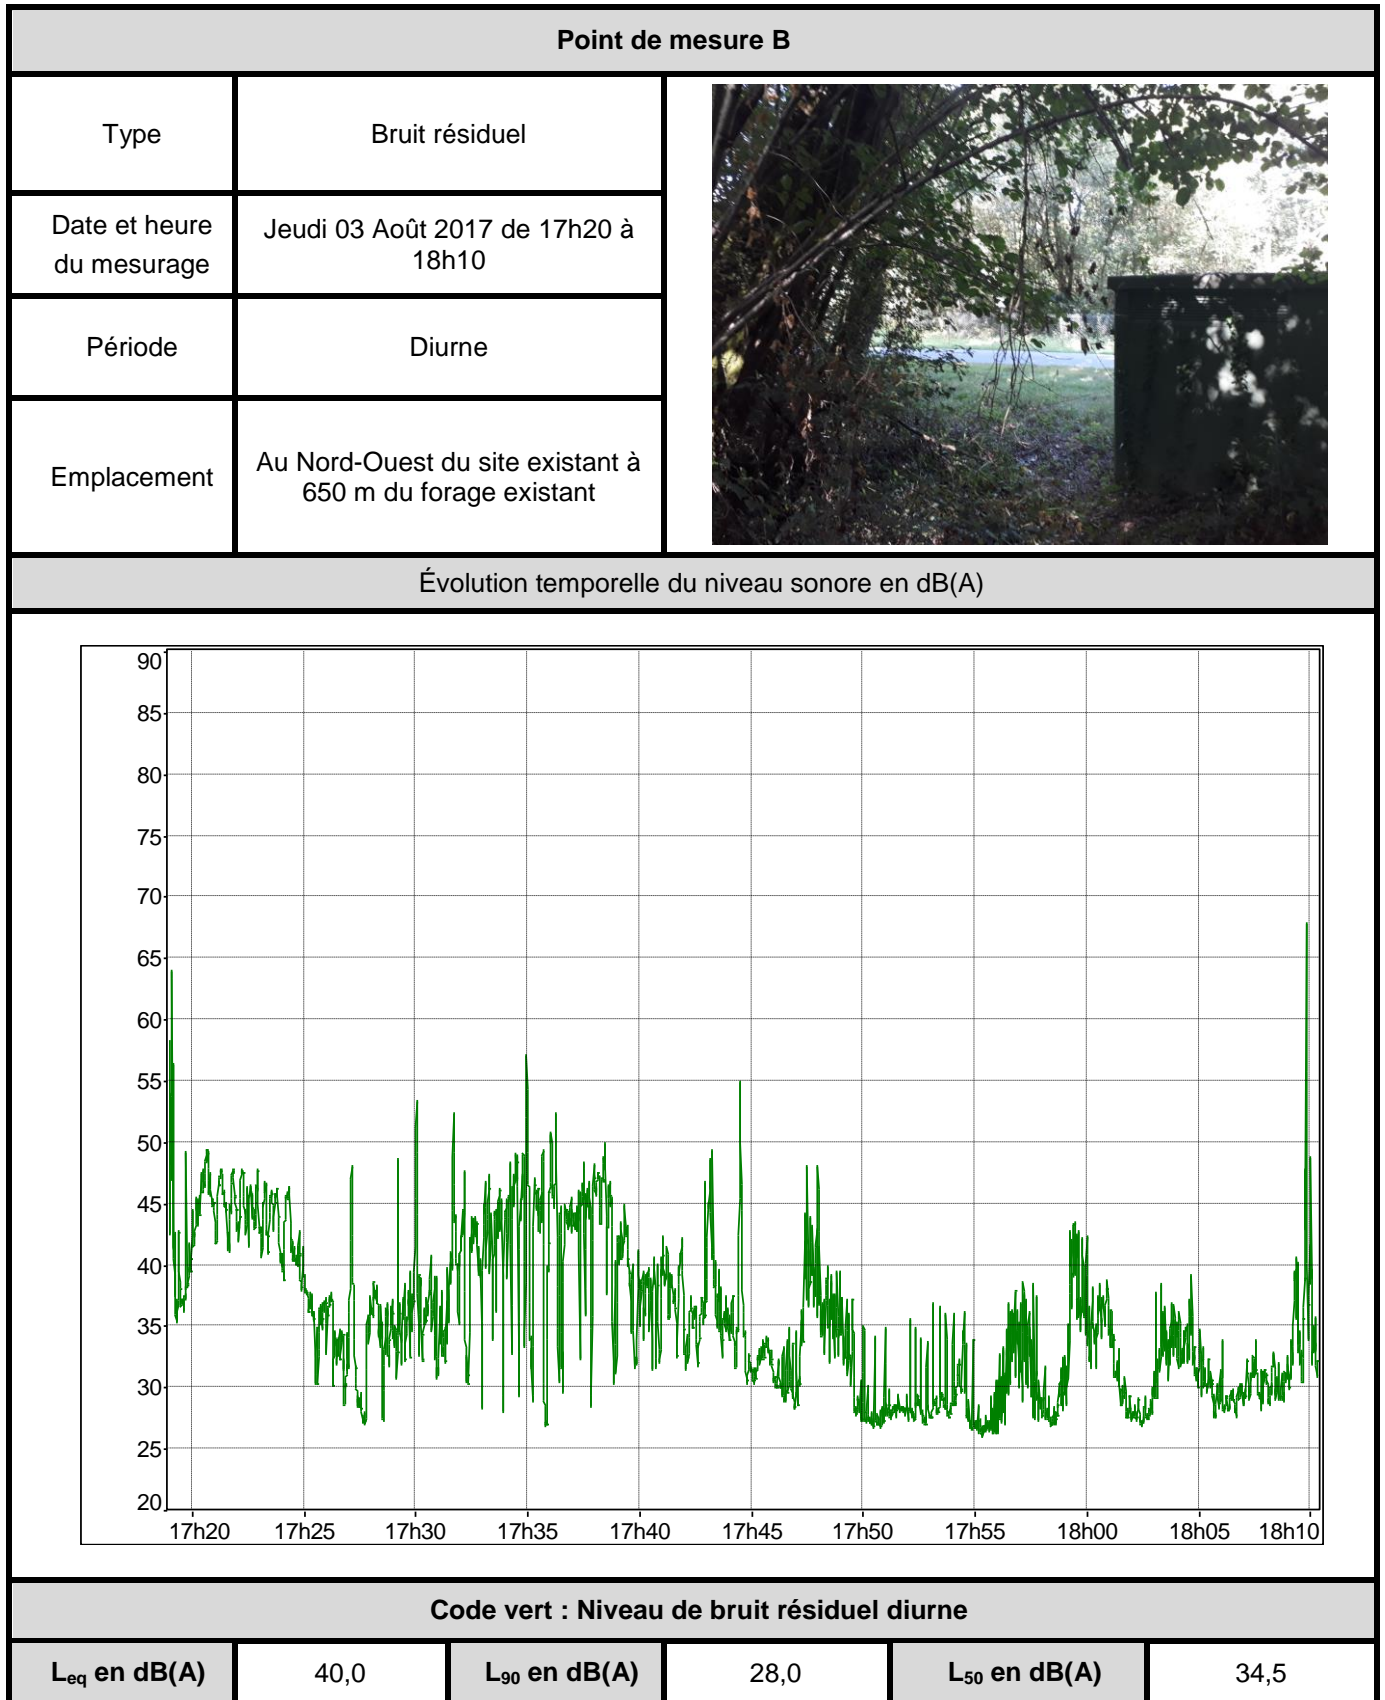 Point de mesure B
Type
Bruit résiduel
Date et heure
du mesurage
Jeudi 03 Août 2017 de 17h20 à
18h10
Période
Diurne
Emplacement
Au Nord-Ouest du site existant à
650 m du forage existant
Évolution temporelle du niveau sonore en dB(A)
90
85
80
75
70
65
60
55
50
45
40
35
30
25
20
17h20 17h25 17h30 17h35 17h40 17h45 17h50 17h55 18h00 18h05 18h10
Code vert : Niveau de bruit résiduel diurne
Leq en dB(A) 40,0 L90 en dB(A) 28,0 L50 en dB(A) 34,5